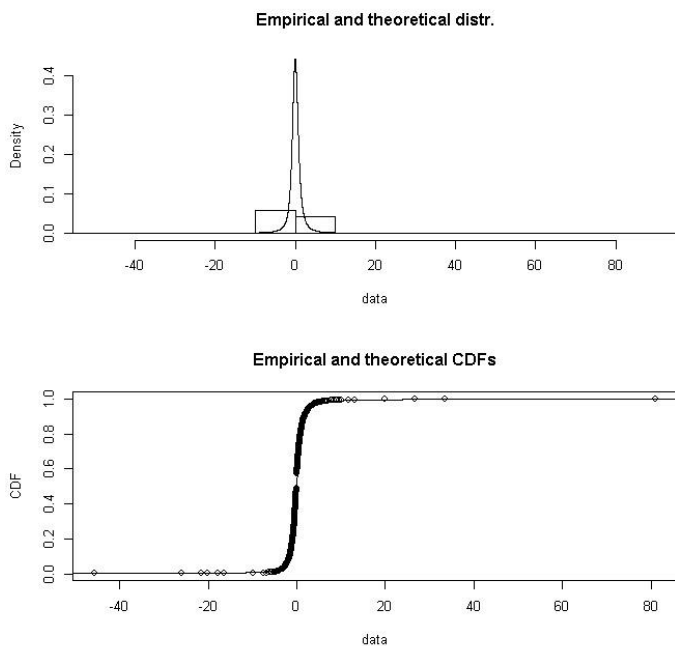 Empirical and theoretical distr.
Density
0.0 0.1 0.2 0.3 0.4
-40 -20 0 20 40 60 80
data
Empirical and theoretical CDFs
CDF
0.0 0.2 0.4 0.6 0.8 1.0
-40 -20 0 20 40 60 80
data